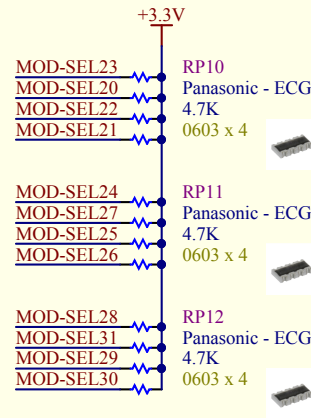 +3.3V
MOD-SEL23 RP10
MOD-SEL20 Panasonic - ECG
MOD-SEL22 4.7K
MOD-SEL21 0603 x 4
MOD-SEL24 RP11
MOD-SEL27 Panasonic - ECG
MOD-SEL25 4.7K
MOD-SEL26 0603 x 4
MOD-SEL28 RP12
MOD-SEL31 Panasonic - ECG
MOD-SEL29 4.7K
MOD-SEL30 0603 x 4